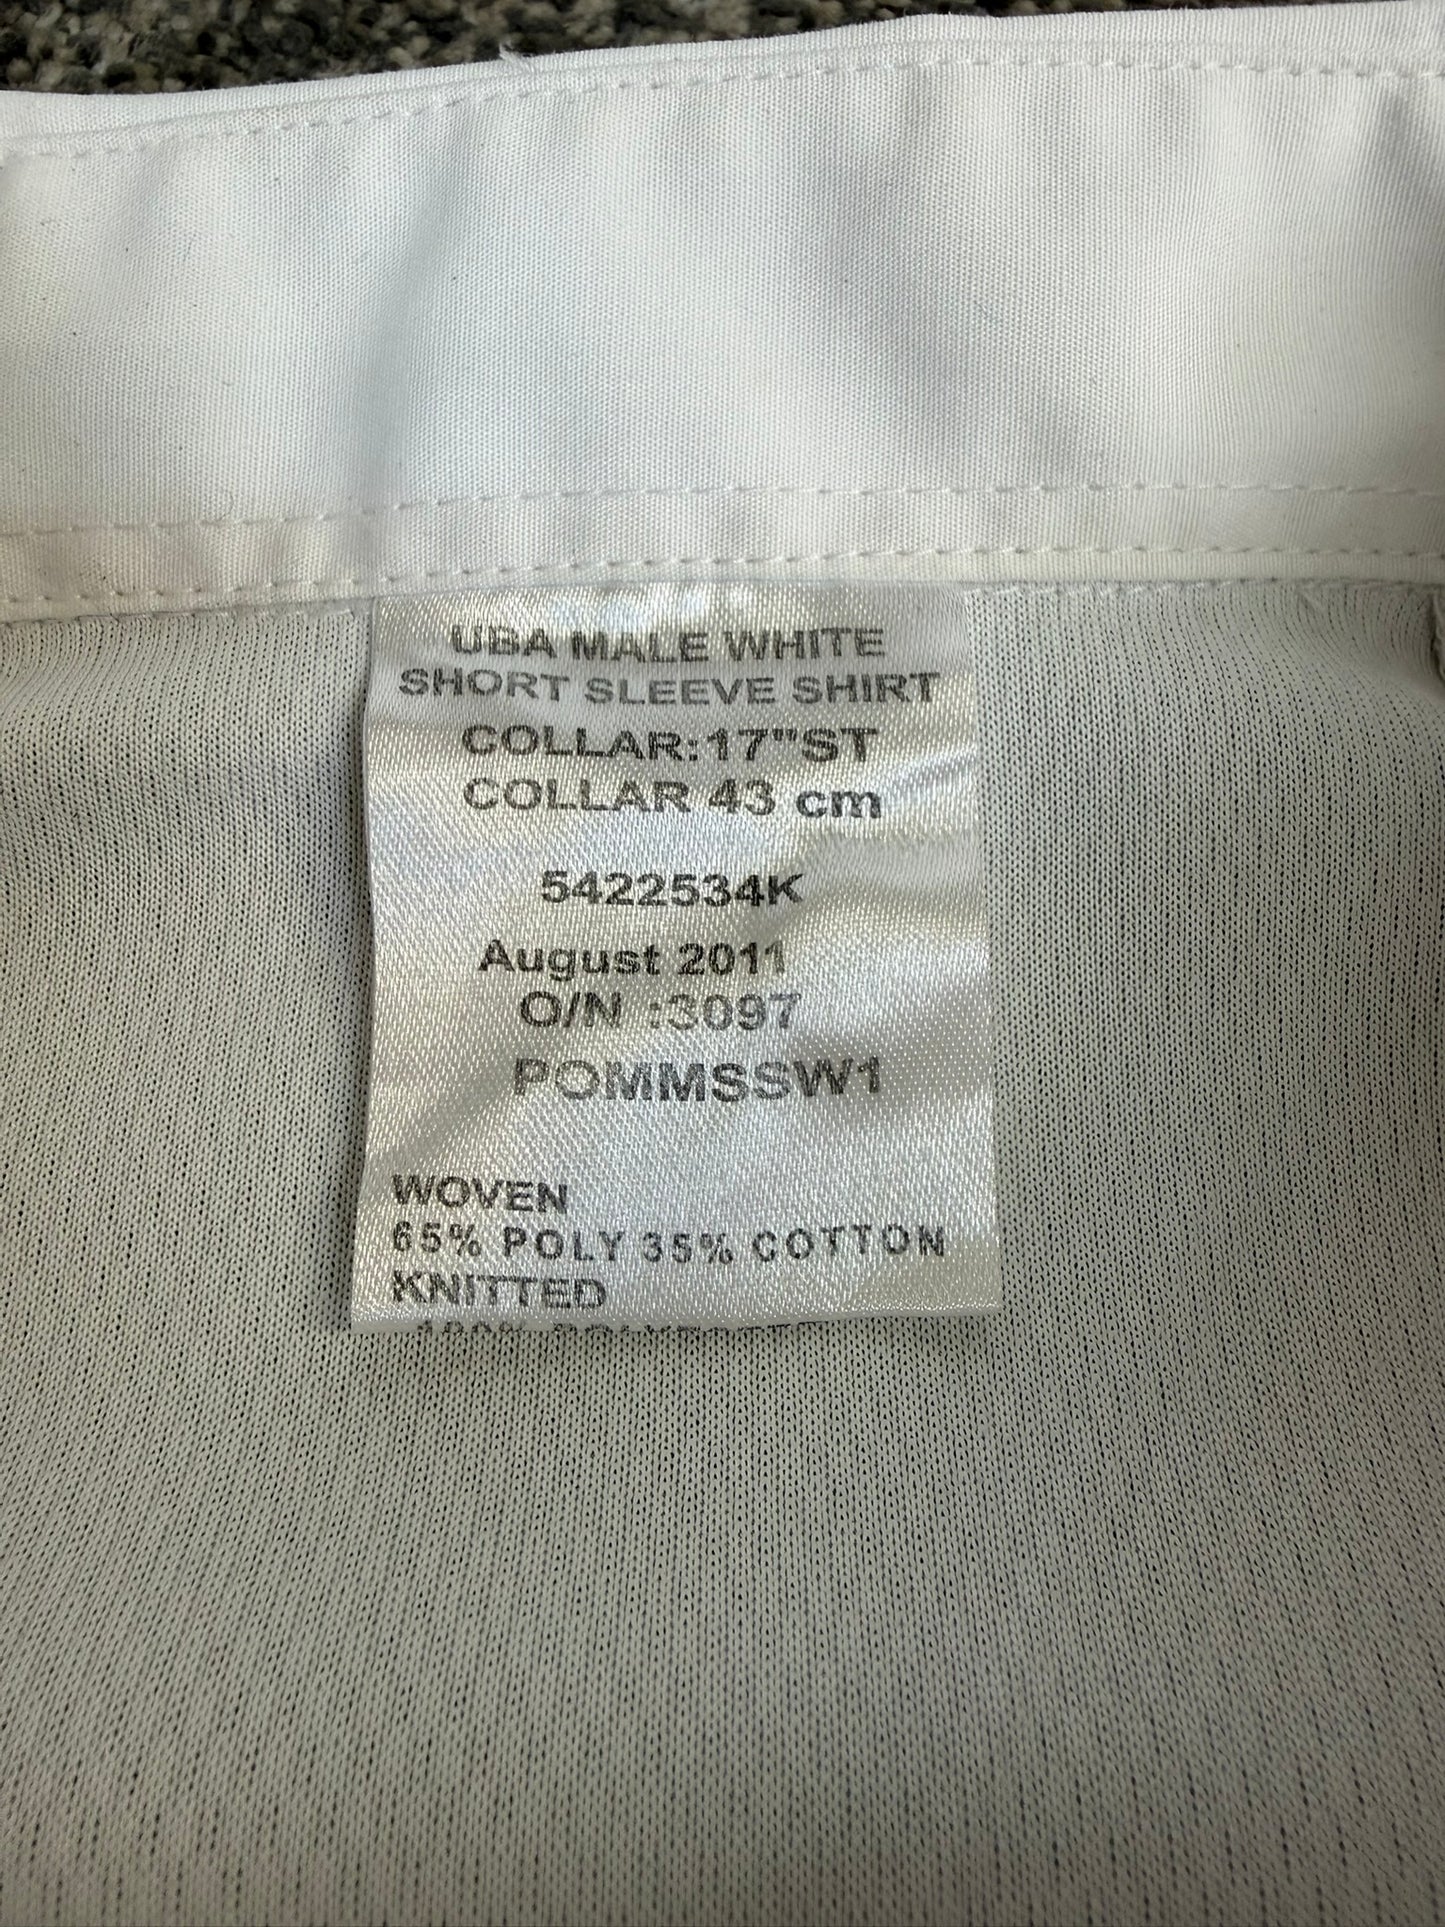 UBA MALE WHITE
SHORT SLEEVE SHIRT
COLLAR:17"ST
COLLAR 43 cm
5422534K
August 2011
O/N :3097
POMMSSW1
WOVEN
65% POLY 35% COTTON
KNITTED